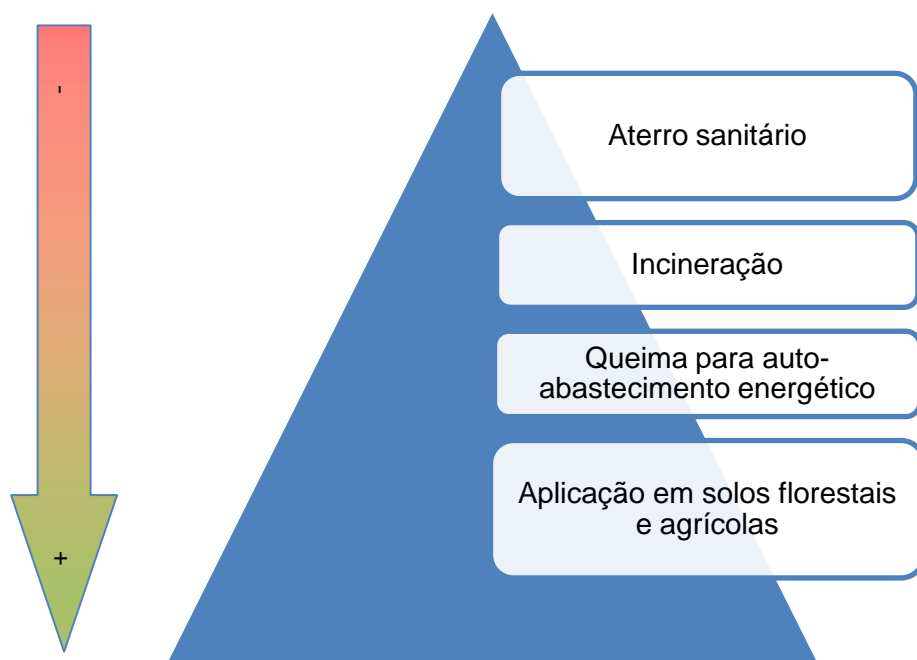 -
Aterro sanitário
Incineração
Queima para auto-
abastecimento energético
Aplicação em solos florestais
e agrícolas
+